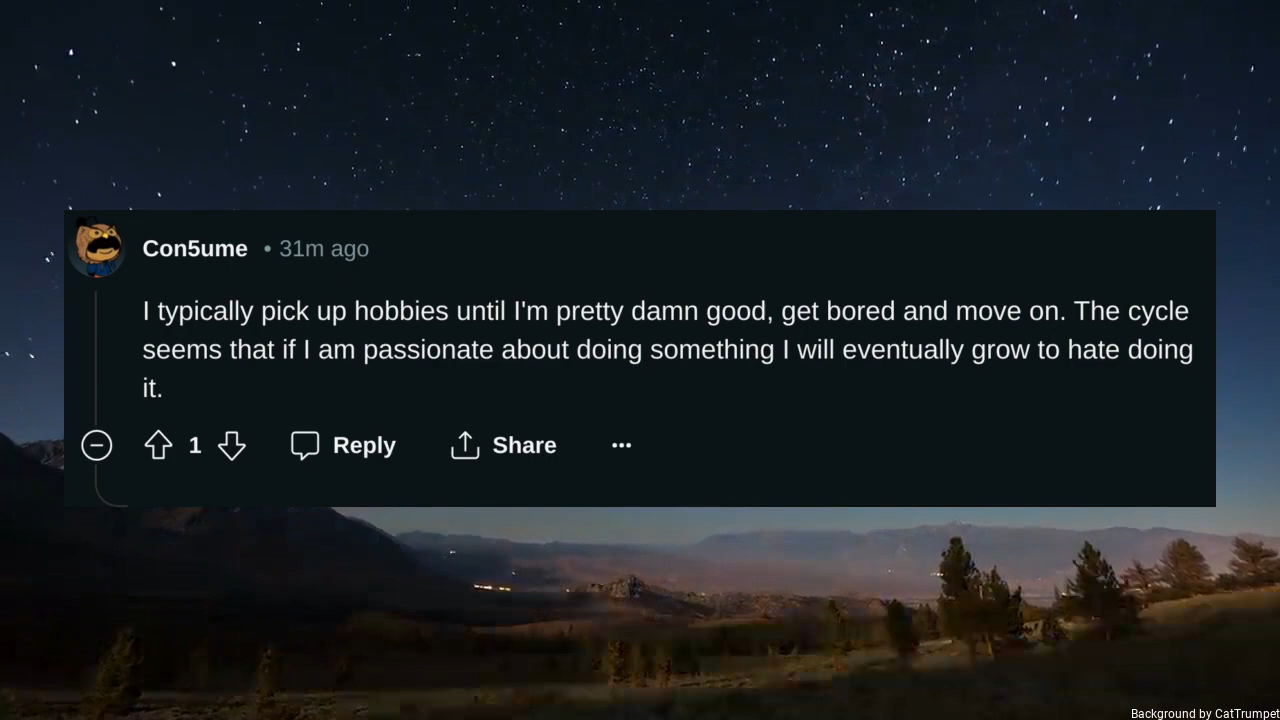 Con5ume • 31m ago
I typically pick up hobbies until I'm pretty damn good, get bored and move on. The cycle
seems that if I am passionate about doing something I will eventually grow to hate doing
it.
1 Reply Share
Background by CatTrumpet